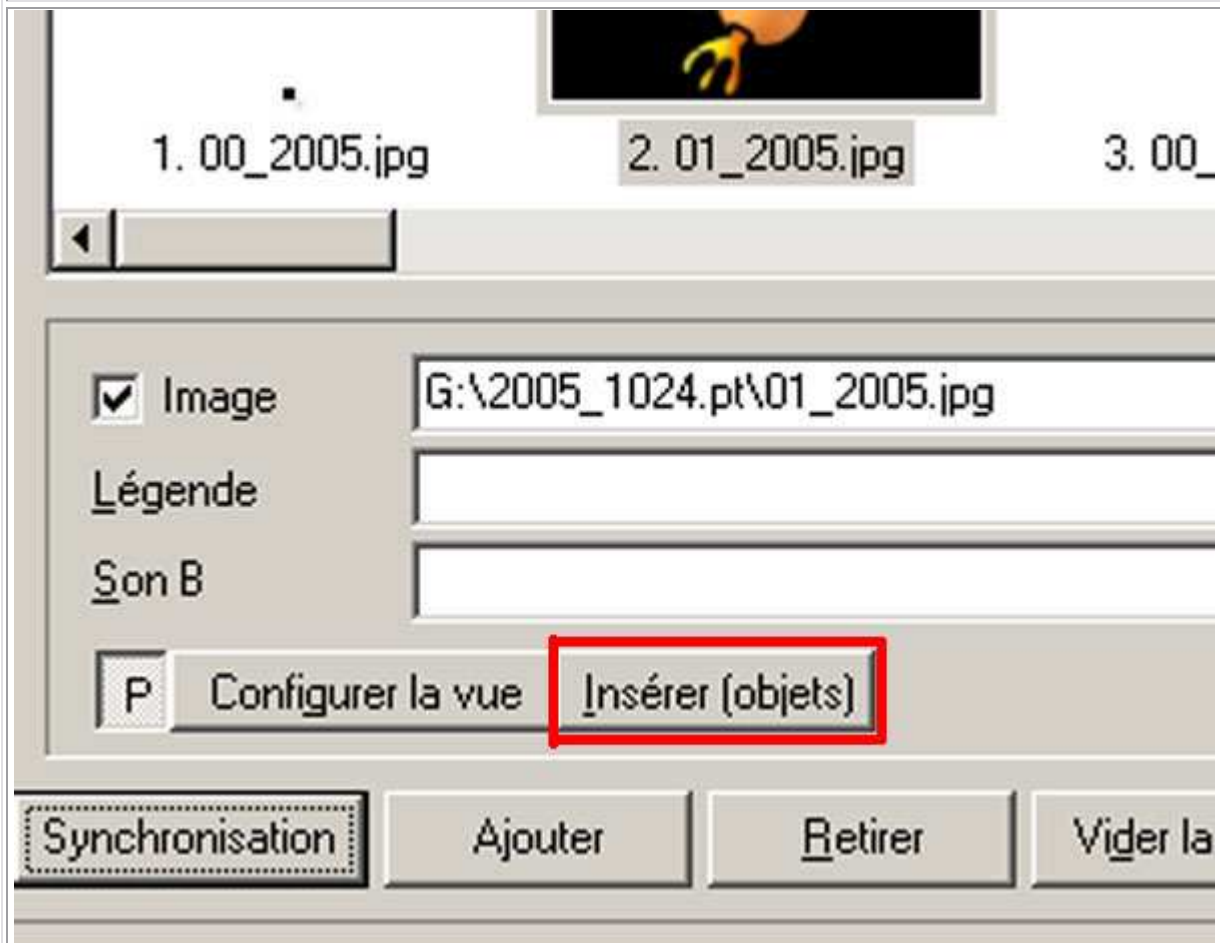 1. 00_2005.jpg 2. 01_2005.jpg 3. 00_
Image G:\2005_1024.pt\01_2005.jpg
Légende
Son B
P Configurer la vue Insérer (objets)
Synchronisation Ajouter Retirer Vider la